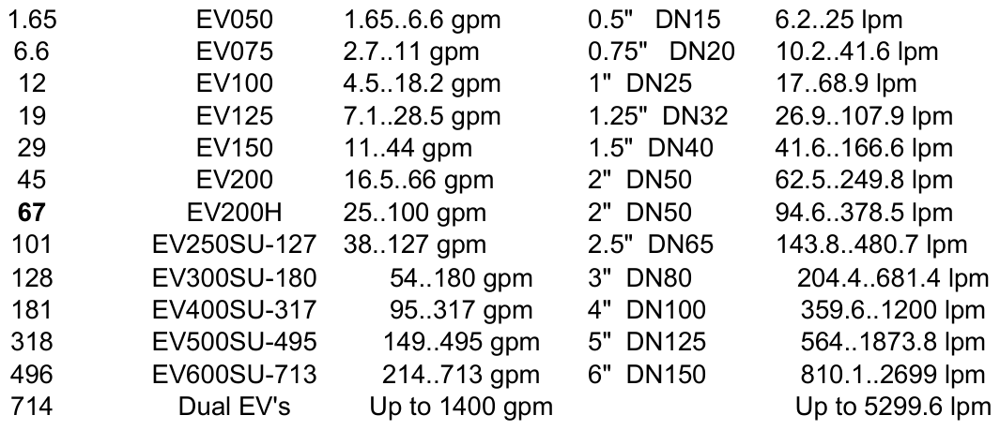 1.65 EV050 1.65..6.6 gpm 0.5" DN15 6.2..25 lpm
6.6 EV075 2.7..11 gpm 0.75" DN20 10.2..41.6 lpm
12 EV100 4.5..18.2 gpm 1" DN25 17..68.9 lpm
19 EV125 7.1..28.5 gpm 1.25" DN32 26.9..107.9 lpm
29 EV150 11..44 gpm 1.5" DN40 41.6..166.6 lpm
45 EV200 16.5..66 gpm 2" DN50 62.5..249.8 lpm
67 EV200H 25..100 gpm 2" DN50 94.6..378.5 lpm
101 EV250SU-127 38..127 gpm 2.5" DN65 143.8..480.7 lpm
128 EV300SU-180 54..180 gpm 3" DN80 204.4..681.4 lpm
181 EV400SU-317 95..317 gpm 4" DN100 359.6..1200 lpm
318 EV500SU-495 149..495 gpm 5" DN125 564..1873.8 lpm
496 EV600SU-713 214..713 gpm 6" DN150 810.1..2699 lpm
714 Dual EV's Up to 1400 gpm Up to 5299.6 lpm